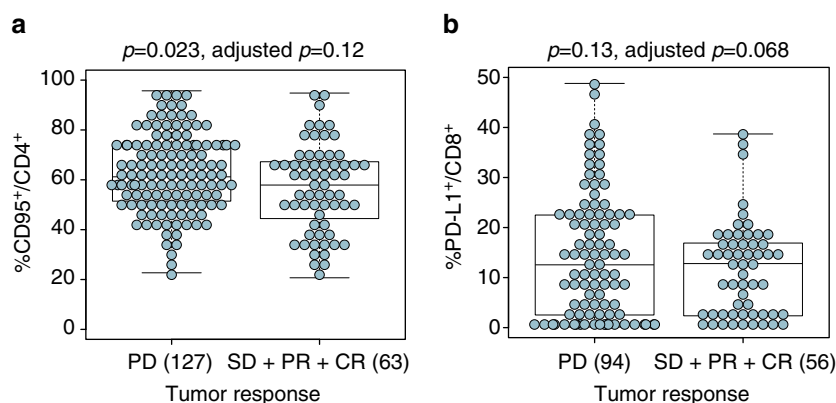 a
p=0.023, adjusted p=0.12
%CD95+/CD4+
100
80
60
40
20
0
PD (127)
SD + PR + CR (63)
Tumor response
b
p=0.13, adjusted p=0.068
%PD-L1+/CD8+
50
40
30
20
10
0
PD (94)
SD + PR + CR (56)
Tumor response